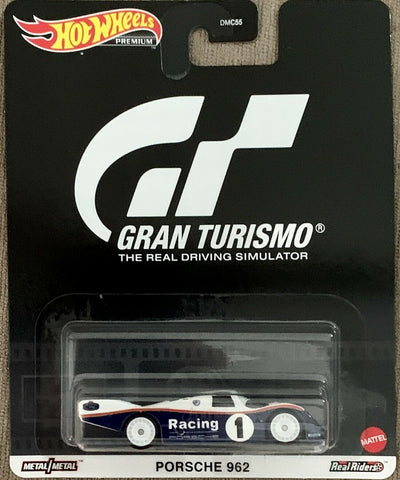 Hot Wheels
PREMIUM
DMC55
GRAN TURISMO®
THE REAL DRIVING SIMULATOR
Racing
1
PORSCHE
METAL/METAL
PORSCHE 962
MATTEL
Real Riders